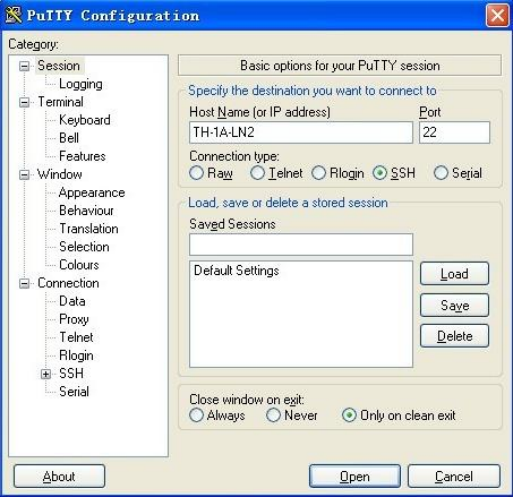 PuTTY Configuration
Category:
Session
Logging
Terminal
Keyboard
Bell
Features
Window
Appearance
Behaviour
Translation
Selection
Colours
Connection
Data
Proxy
Telnet
Rlogin
SSH
Serial
Basic options for your PuTTY session
Specify the destination you want to connect to
Host Name (or IP address) Port
TH-1A-LN2 22
Connection type:
Raw Telnet Rlogin SSH Serial
Load, save or delete a stored session
Saved Sessions
Default Settings
Load
Save
Delete
Close window on exit:
Always Never Only on clean exit
About Open Cancel